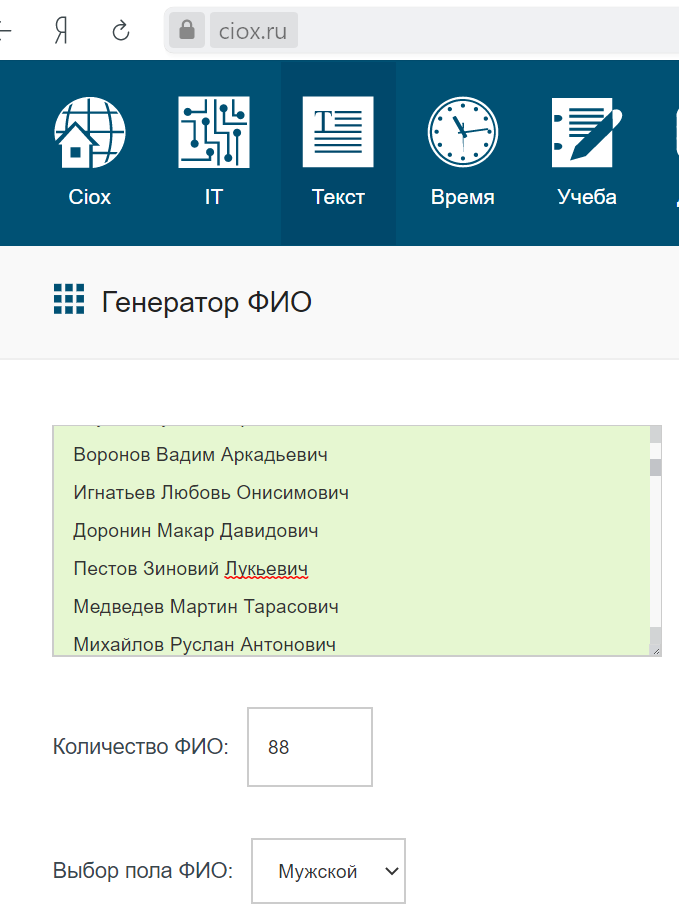 Я
ciox.ru
Ciox
IT
Текст
Время
Учеба
Генератор ФИО
Воронов Вадим Аркадьевич
Игнатьев Любовь Онисимович
Доронин Макар Давидович
Пестов Зиновий Лукьевич
Медведев Мартин Тарасович
Михайлов Руслан Антонович
Количество ФИО: 88
Выбор пола ФИО: Мужской